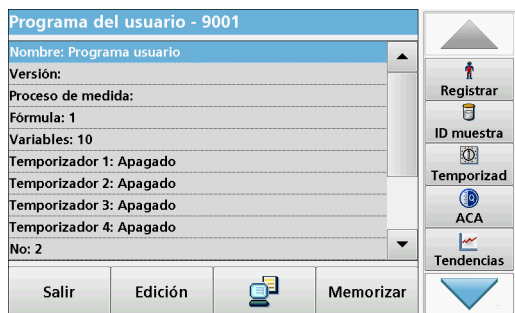 Programa del usuario - 9001
Nombre: Programa usuario
Versión:
Proceso de medida:
Fórmula: 1
Variables: 10
Temporizador 1: Apagado
Temporizador 2: Apagado
Temporizador 3: Apagado
Temporizador 4: Apagado
No: 2
Salir
Edición
Memorizar
Registrar
ID muestra
Temporizad
ACA
Tendencias